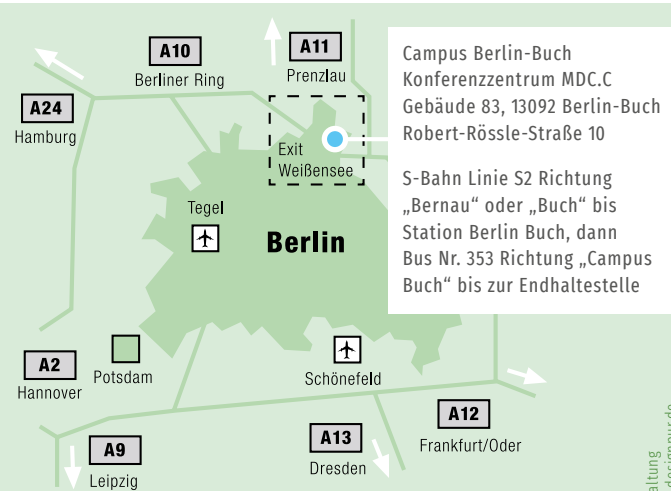 A10
Berliner Ring
A11
Prenzlau
A24
Hamburg
Exit
Weißensee
Campus Berlin-Buch
Konferenzzentrum MDC.C
Gebäude 83, 13092 Berlin-Buch
Robert-Rössle-Straße 10
S-Bahn Linie S2 Richtung
„Bernau“ oder „Buch“ bis
Station Berlin Buch, dann
Bus Nr. 353 Richtung „Campus
Buch“ bis zur Endhaltestelle
Tegel
Berlin
A2
Hannover
Potsdam
Schönefeld
A9
Leipzig
A13
Dresden
A12
Frankfurt/Oder